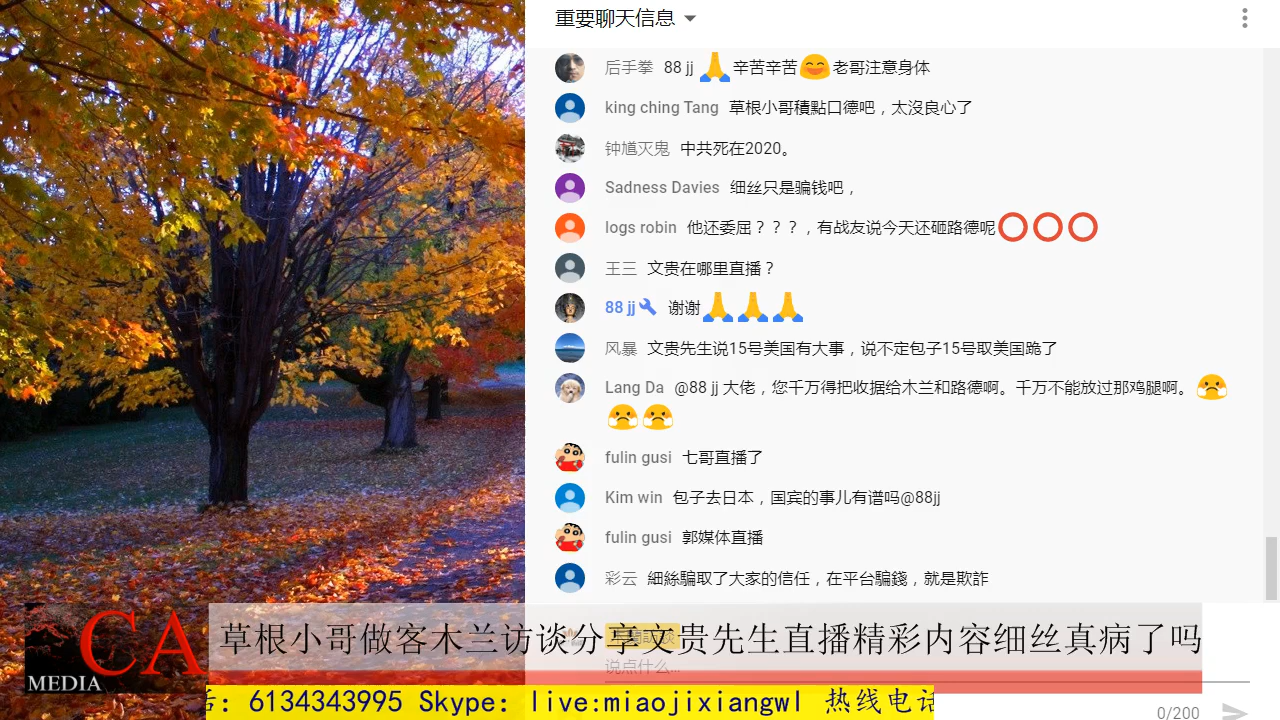 重要聊天信息
后手拳 88 jj🙏辛苦辛苦😄老哥注意身体
king ching Tang 草根小哥積點口德吧，太沒良心了
钟馗灭鬼 中共死在2020。
Sadness Davies 细丝只是骗钱吧，
logs robin 他还委屈？？？，有战友说今天还砸路德呢⭕⭕⭕
王三 文贵在哪里直播？
88 jj🔧 谢谢🙏🙏🙏
风暴 文贵先生说15号美国有大事，说不定包子15号取美国跪了
Lang Da @88 jj 大佬，您千万得把收据给木兰和路德啊。千万不能放过那鸡腿啊。😤
😤😤
fulin gusi 七哥直播了
Kim win 包子去日本，国宾的事儿有谱吗@88jj
fulin gusi 郭媒体直播
彩云 細絲騙取了大家的信任，在平台騙錢，就是欺詐
CA
MEDIA
草根小哥做客木兰访谈分享文贵先生直播精彩内容细丝真病了吗
说点什么...
: 6134343995 Skype: live:miaojixiangwl 热线电话
0/200